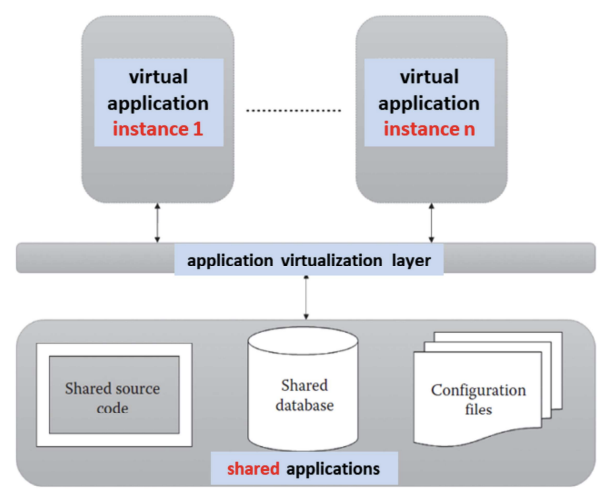 virtual
application
instance 1
virtual
application
instance n
application virtualization layer
Shared source
code
Shared
database
Configuration
files
shared applications